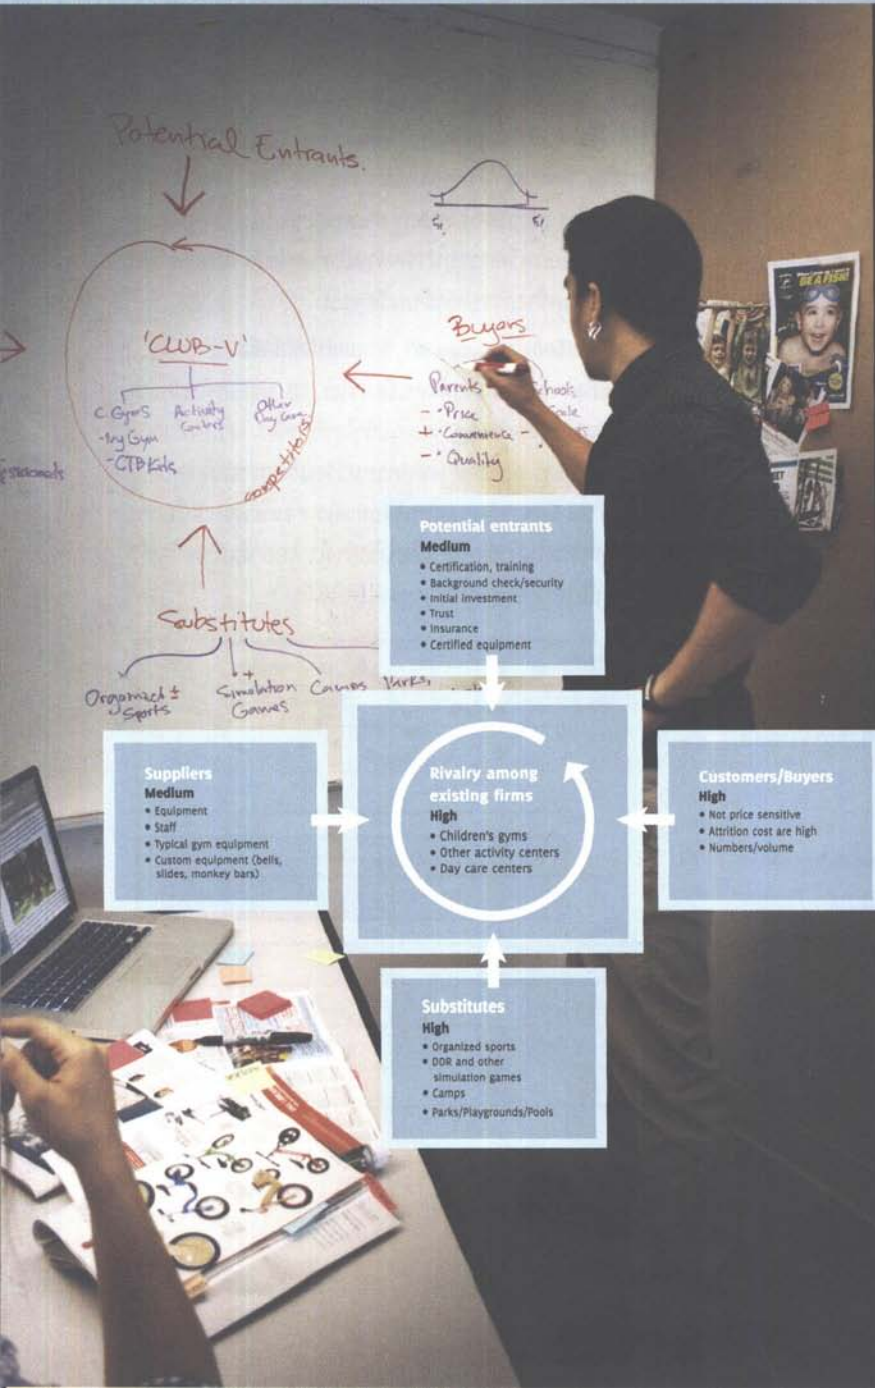 Potential Entrants.
'CLUB-V'
C. Gyms
- My Gym
- CTB Kids
Activity
Centers
Other
Day Care
competitors
Buyers
Parents
Schools
- · Price
+ · Convenience -
- · Quality
Substitutes
Organized ±
Sports
+
Simulation
Games
Camps
Parks,
BE A FISH!
Potential entrants
Medium
• Certification, training
• Background check/security
• Initial investment
• Trust
• Insurance
• Certified equipment
Suppliers
Medium
• Equipment
• Staff
• Typical gym equipment
• Custom equipment (bells,
slides, monkey bars)
Rivalry among
existing firms
High
• Children's gyms
• Other activity centers
• Day care centers
Customers/Buyers
High
• Not price sensitive
• Attrition cost are high
• Numbers/volume
Substitutes
High
• Organized sports
• DDR and other
simulation games
• Camps
• Parks/Playgrounds/Pools